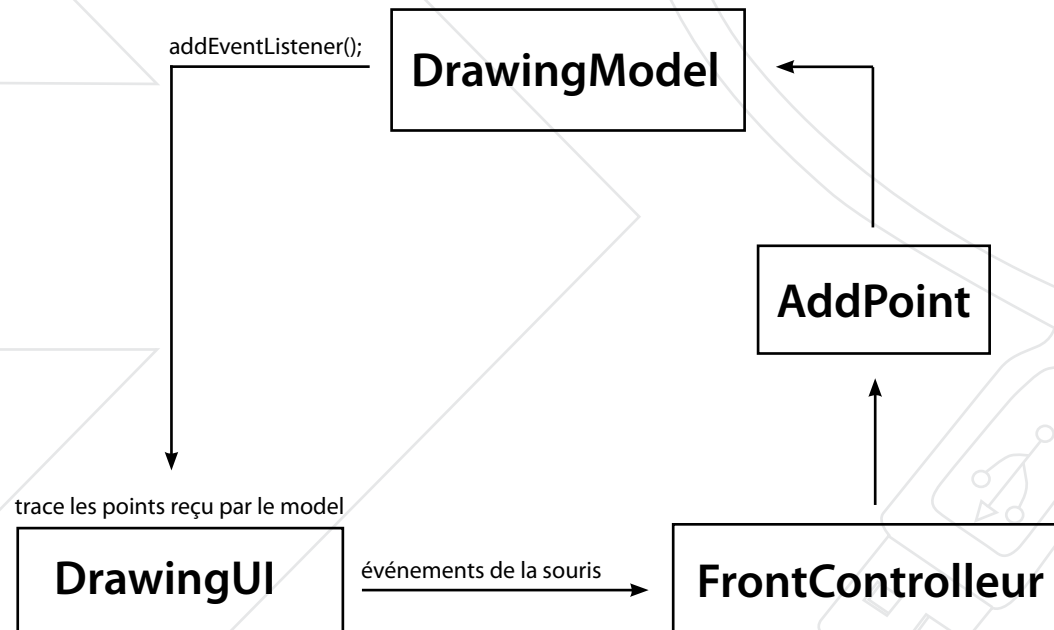 addEventListener();
DrawingModel
AddPoint
trace les points reçu par le model
DrawingUI
événements de la souris
FrontControlleur